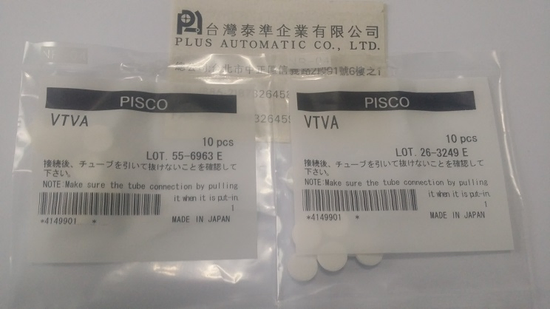 台灣泰準企業有限公司
PLUS AUTOMATIC CO., LTD.
PISCO
VTVA
10 pcs
LOT. 55-6963 E
接続後、チューブを引いて抜けないことを確認して
下さい。
NOTE:Make sure the tube connection by pulling
it when it is put-in.
1
*4149901 *
MADE IN JAPAN
PISCO
VTVA
10 pcs
LOT. 26-3249 E
接続後、チューブを引いて抜けないことを確認して
下さい。
NOTE:Make sure the tube connection by pulling
it when it is put-in.
1
*4149901 *
MADE IN JAPAN